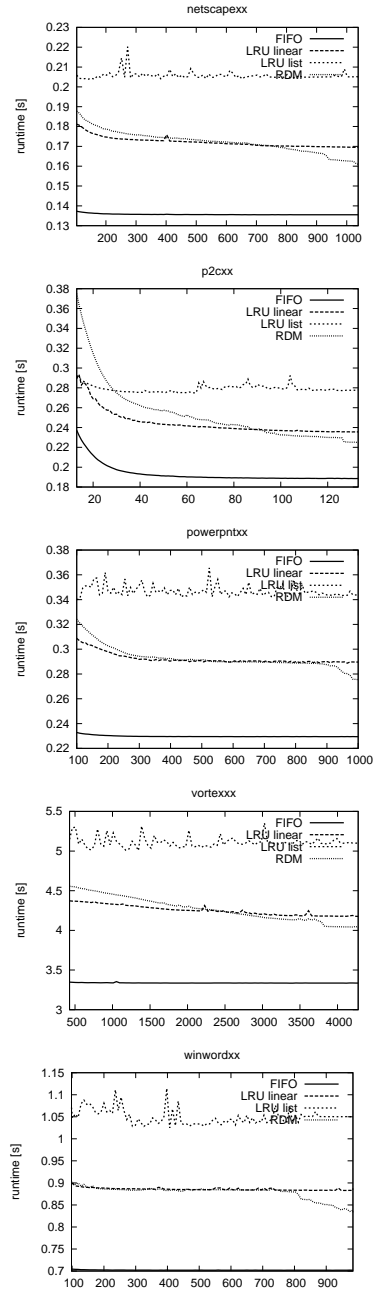 netscapexx
0.23
0.22
0.21
0.2
0.19
0.18
0.17
0.16
0.15
0.14
0.13
runtime [s]
FIFO
LRU linear
LRU list
RDM
200 300 400 500 600 700 800 900 1000
p2cxx
0.38
0.36
0.34
0.32
0.3
0.28
0.26
0.24
0.22
0.2
0.18
runtime [s]
FIFO
LRU linear
LRU list
RDM
20 40 60 80 100 120
powerpntxx
0.38
0.36
0.34
0.32
0.3
0.28
0.26
0.24
0.22
runtime [s]
FIFO
LRU linear
LRU list
RDM
100 200 300 400 500 600 700 800 900 1000
vortexxx
5.5
5
4.5
4
3.5
3
runtime [s]
FIFO
LRU linear
LRU list
RDM
500 1000 1500 2000 2500 3000 3500 4000
winwordxx
1.15
1.1
1.05
1
0.95
0.9
0.85
0.8
0.75
0.7
runtime [s]
FIFO
LRU linear
LRU list
RDM
100 200 300 400 500 600 700 800 900